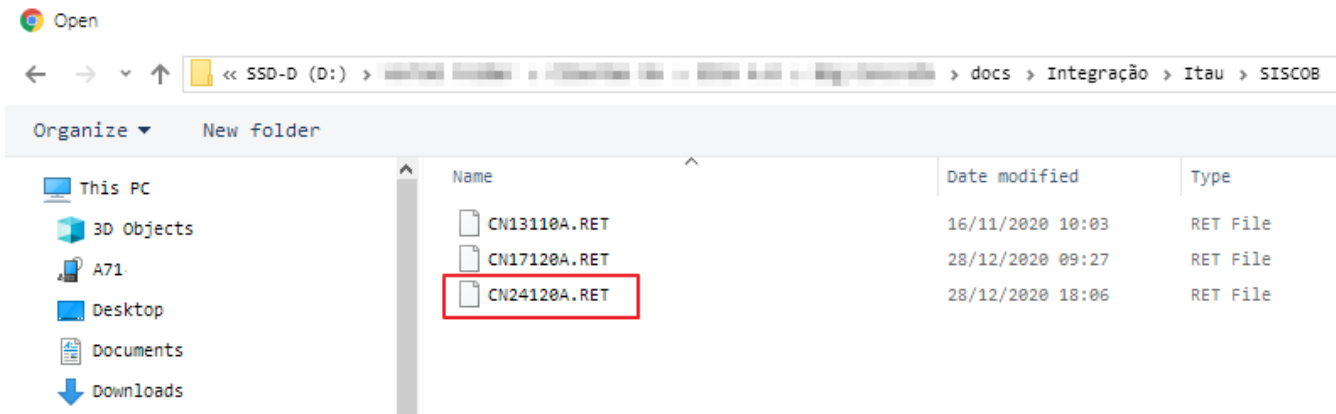 Open
« SSD-D (D:) › › docs › Integração › Itau › SISCOB
Organize New folder
Name Date modified Type
This PC
3D Objects
A71
Desktop
Documents
Downloads
CN13110A.RET 16/11/2020 10:03 RET File
CN17120A.RET 28/12/2020 09:27 RET File
CN24120A.RET 28/12/2020 18:06 RET File